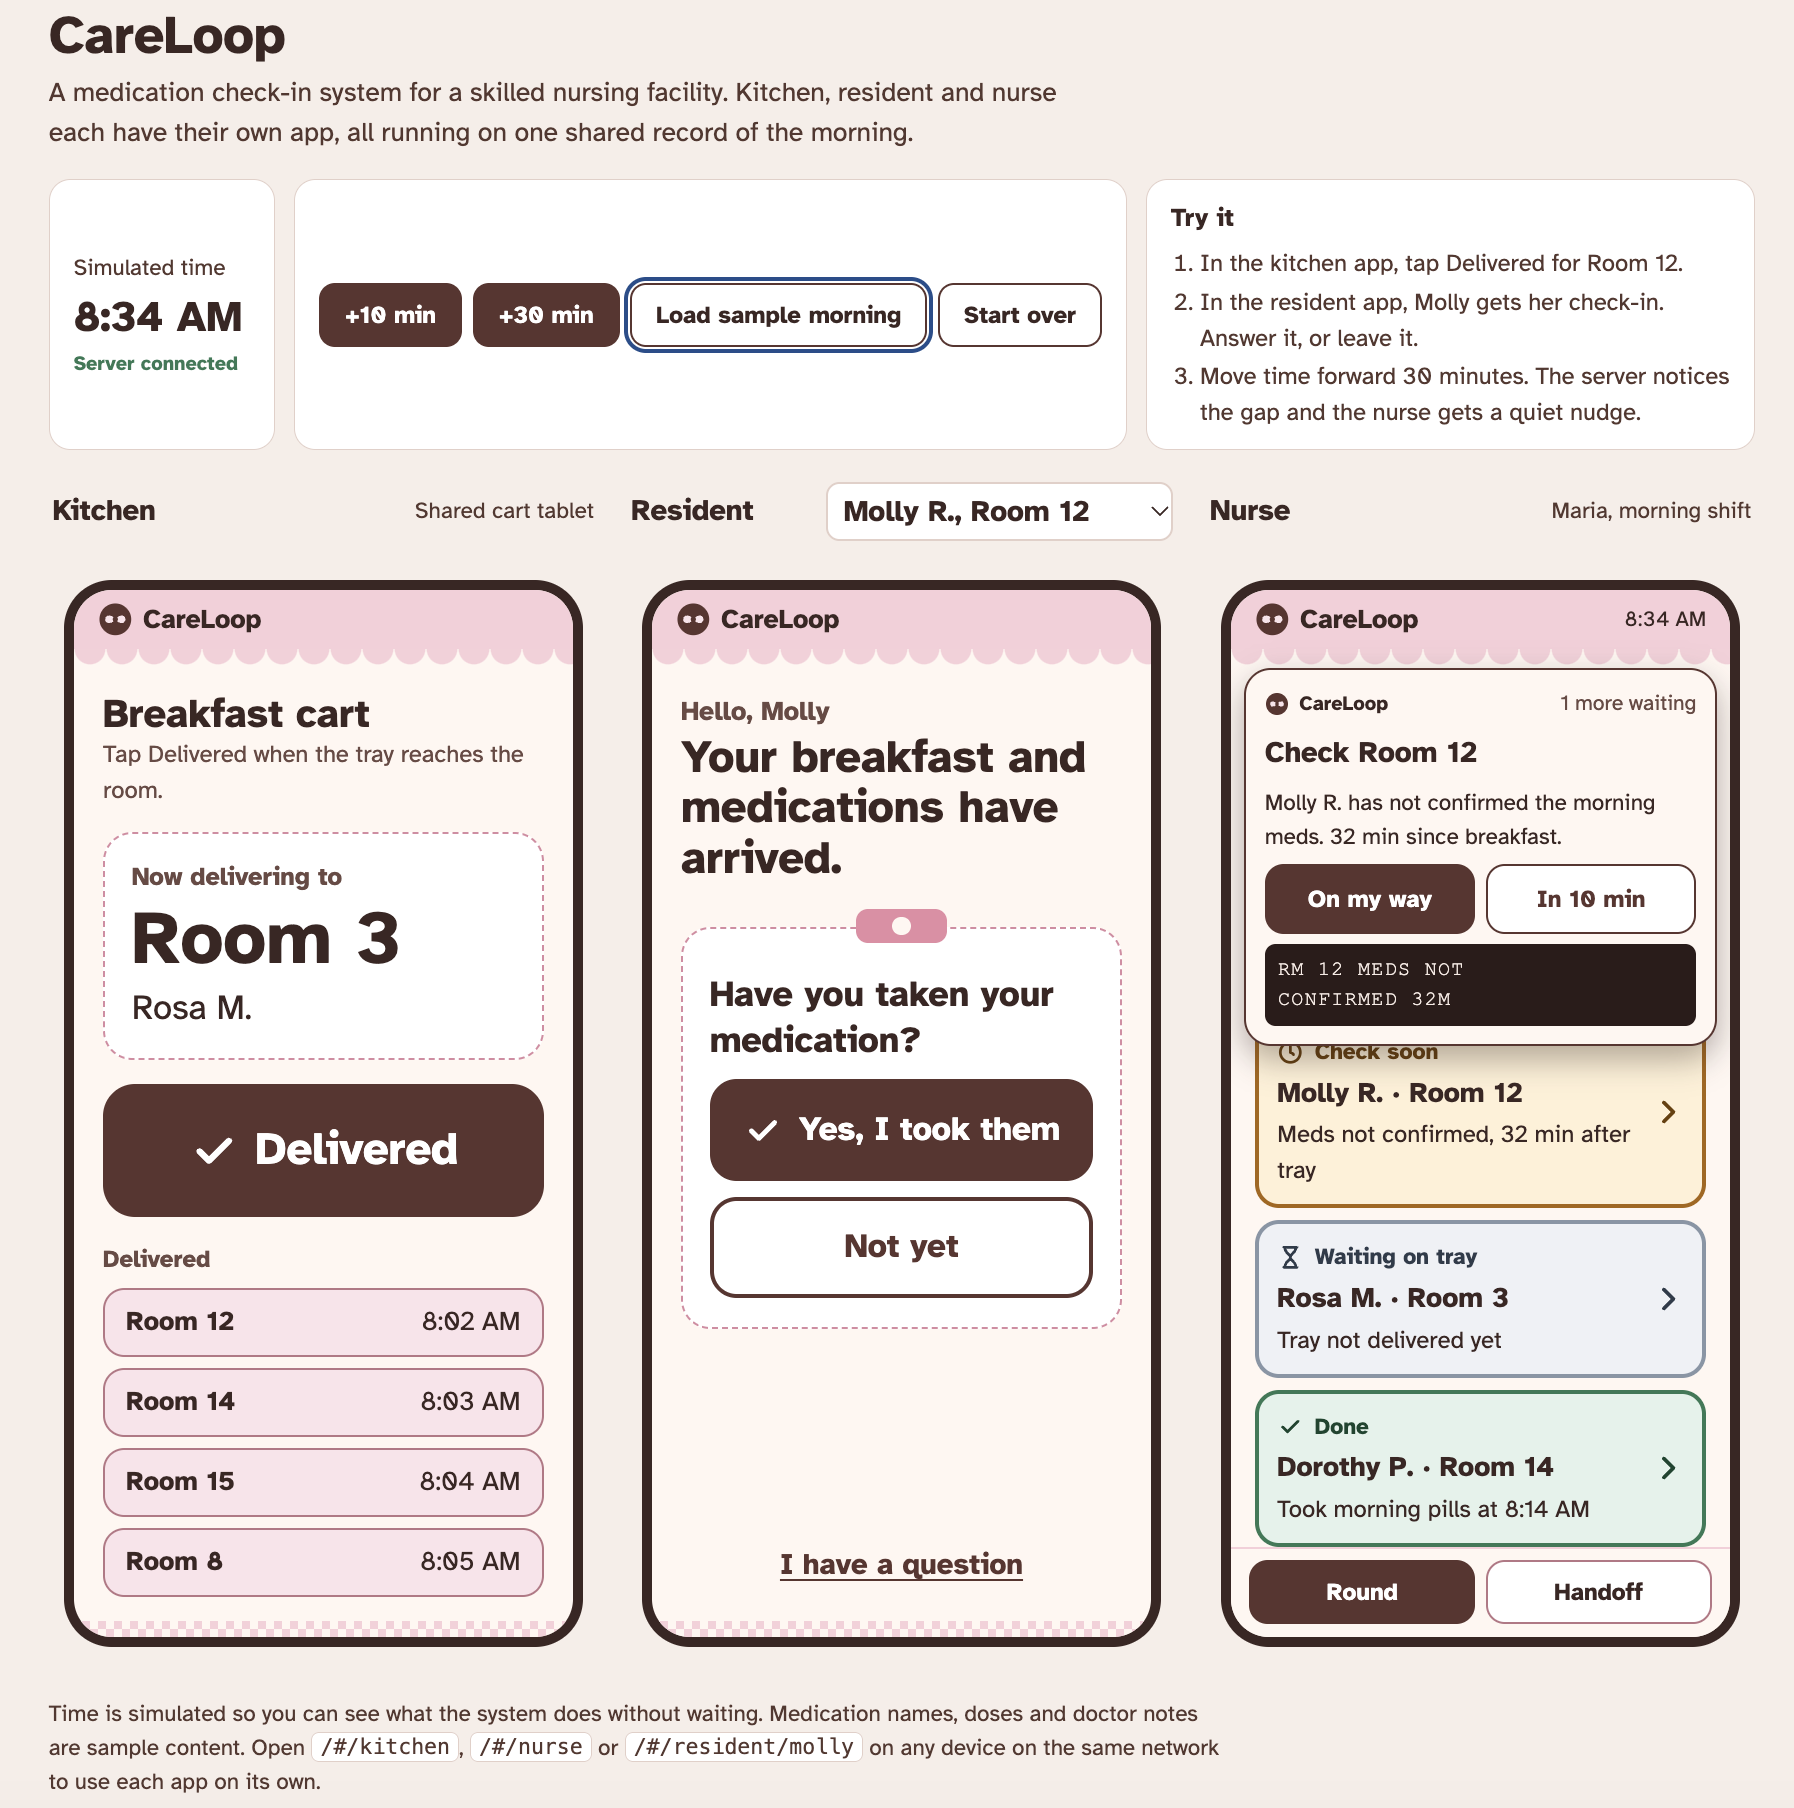 CareLoop
A medication check-in system for a skilled nursing facility. Kitchen, resident and nurse
each have their own app, all running on one shared record of the morning.
Simulated time
8:34 AM
Server connected
+10 min
+30 min
Load sample morning
Start over
Try it
1. In the kitchen app, tap Delivered for Room 12.
2. In the resident app, Molly gets her check-in.
Answer it, or leave it.
3. Move time forward 30 minutes. The server notices
the gap and the nurse gets a quiet nudge.
Kitchen
Shared cart tablet
CareLoop
Breakfast cart
Tap Delivered when the tray reaches the
room.
Now delivering to
Room 3
Rosa M.
Delivered
Delivered
Room 12 8:02 AM
Room 14 8:03 AM
Room 15 8:04 AM
Room 8 8:05 AM
Resident
Molly R., Room 12
CareLoop
Hello, Molly
Your breakfast and
medications have
arrived.
Have you taken your
medication?
Yes, I took them
Not yet
I have a question
Nurse
Maria, morning shift
CareLoop 8:34 AM
CareLoop 1 more waiting
Check Room 12
Molly R. has not confirmed the morning
meds. 32 min since breakfast.
On my way
In 10 min
RM 12 MEDS NOT
CONFIRMED 32M
Check soon
Molly R. · Room 12
Meds not confirmed, 32 min after
tray
Waiting on tray
Rosa M. · Room 3
Tray not delivered yet
Done
Dorothy P. · Room 14
Took morning pills at 8:14 AM
Round
Handoff
Time is simulated so you can see what the system does without waiting. Medication names, doses and doctor notes
are sample content. Open /#/kitchen, /#/nurse or /#/resident/molly on any device on the same network
to use each app on its own.